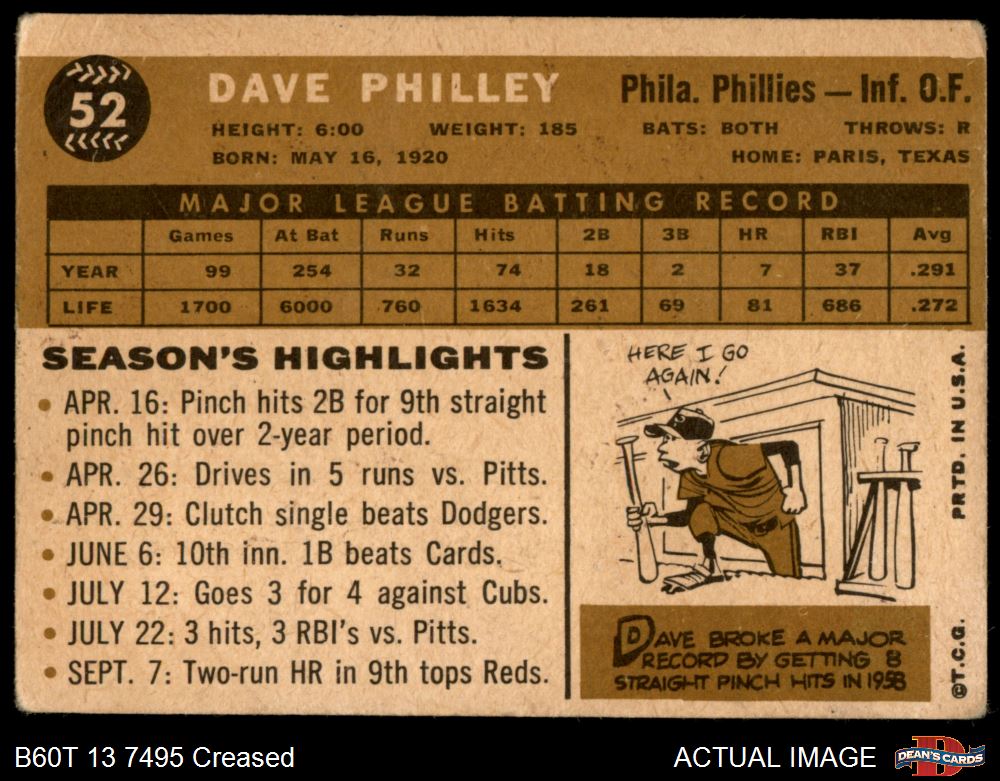 52
DAVE PHILLEY
Phila. Phillies — Inf. O.F.
HEIGHT: 6:00 WEIGHT: 185 BATS: BOTH THROWS: R
BORN: MAY 16, 1920 HOME: PARIS, TEXAS
MAJOR LEAGUE BATTING RECORD
Games At Bat Runs Hits 2B 3B HR RBI Avg
YEAR 99 254 32 74 18 2 7 37 .291
LIFE 1700 6000 760 1634 261 69 81 686 .272
SEASON'S HIGHLIGHTS
• APR. 16: Pinch hits 2B for 9th straight
pinch hit over 2-year period.
• APR. 26: Drives in 5 runs vs. Pitts.
• APR. 29: Clutch single beats Dodgers.
• JUNE 6: 10th inn. 1B beats Cards.
• JULY 12: Goes 3 for 4 against Cubs.
• JULY 22: 3 hits, 3 RBI's vs. Pitts.
• SEPT. 7: Two-run HR in 9th tops Reds.
HERE I GO
AGAIN!
DAVE BROKE A MAJOR
RECORD BY GETTING 8
STRAIGHT PINCH HITS IN 1958
©T.C.G. PRTD. IN U.S.A.
B60T 13 7495 Creased
ACTUAL IMAGE
DEAN'S CARDS